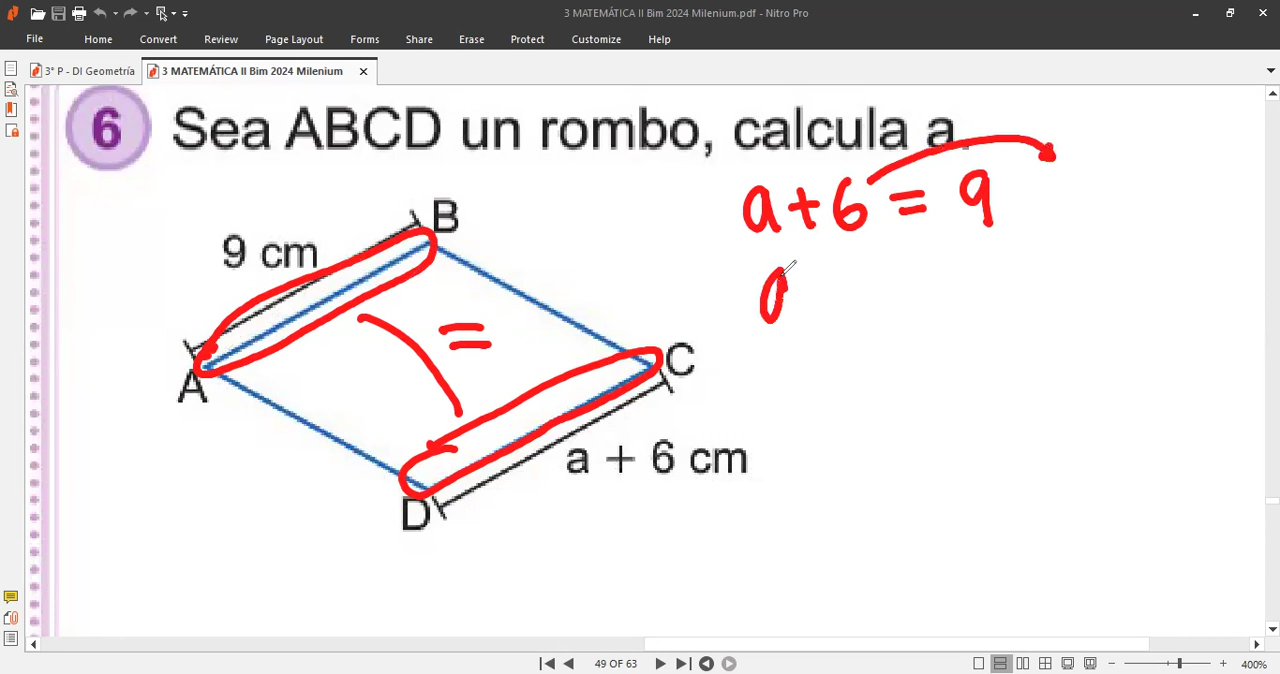 3 MATEMÁTICA II Bim 2024 Milenium.pdf - Nitro Pro
File Home Convert Review Page Layout Forms Share Erase Protect Customize Help
3° P - DI Geometría 3 MATEMÁTICA II Bim 2024 Milenium
6 Sea ABCD un rombo, calcula a.
a+6 = 9
B
9 cm
a
=
C
A
a + 6 cm
D
49 OF 63
400%